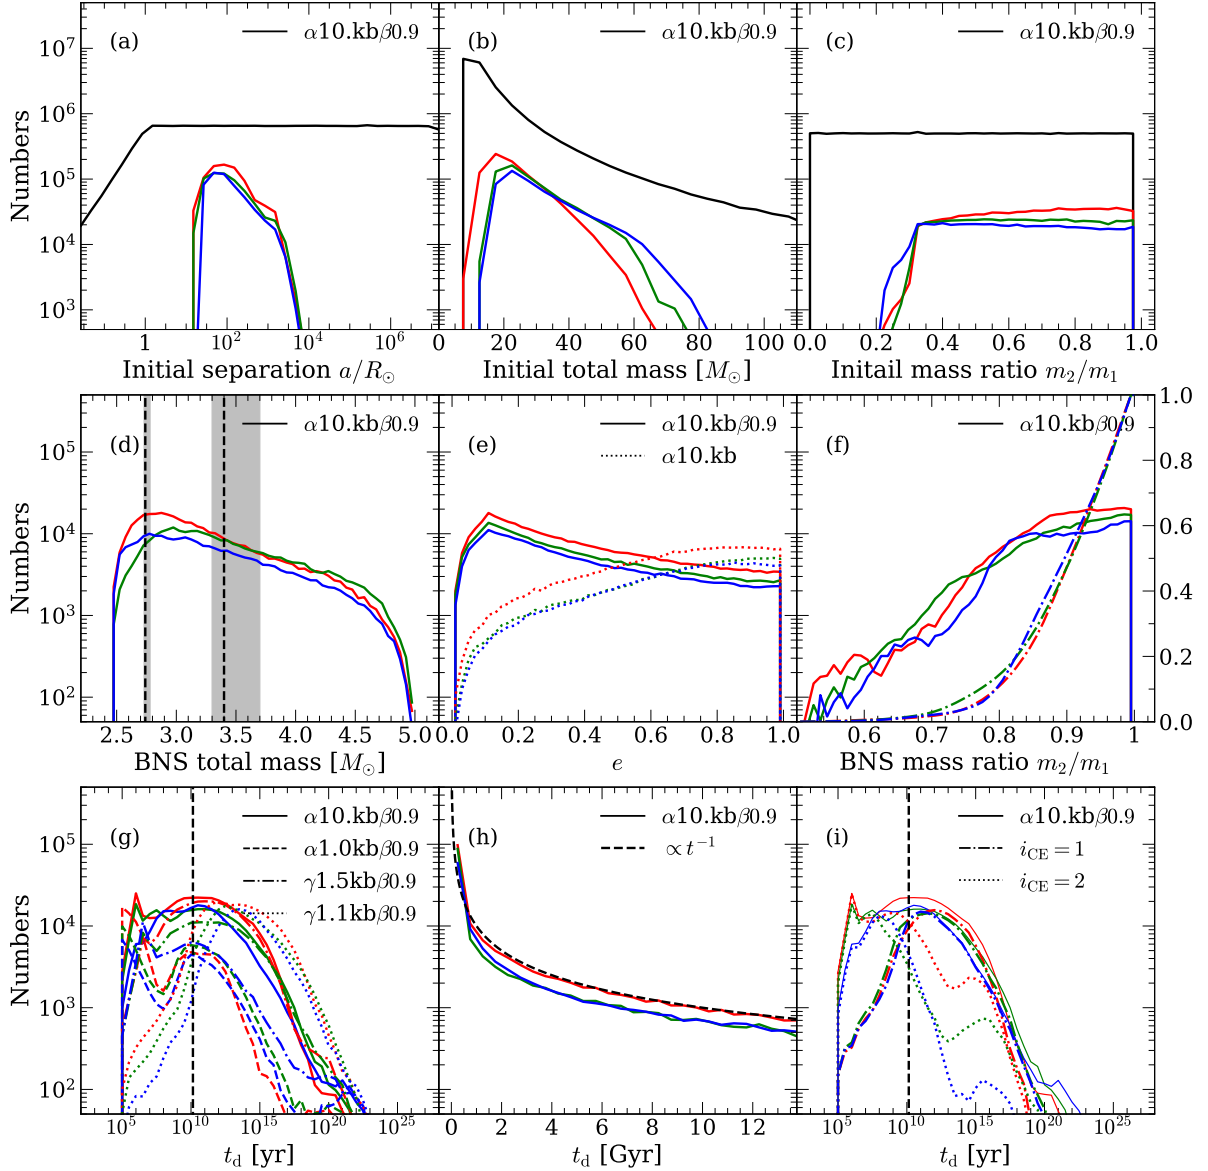 (a) α10.kbβ0.9
(b) α10.kbβ0.9
(c) α10.kbβ0.9
Numbers
10^7
10^6
10^5
10^4
10^3
1 10^2 10^4 10^6
0 20 40 60 80 100
0.0 0.2 0.4 0.6 0.8 1.0
Initial separation a/R⊙
Initial total mass [M⊙]
Initail mass ratio m2/m1
(d) α10.kbβ0.9
(e) α10.kbβ0.9
α10.kb
(f) α10.kbβ0.9
Numbers
10^5
10^4
10^3
10^2
1.0
0.8
0.6
0.4
0.2
0.0
2.5 3.0 3.5 4.0 4.5 5.0
0.0 0.2 0.4 0.6 0.8 1.0
0.6 0.7 0.8 0.9 1
BNS total mass [M⊙]
e
BNS mass ratio m2/m1
(g) α10.kbβ0.9
α1.0kbβ0.9
γ1.5kbβ0.9
γ1.1kbβ0.9
(h) α10.kbβ0.9
∝t^-1
(i) α10.kbβ0.9
iCE=1
iCE=2
Numbers
10^5
10^4
10^3
10^2
10^5 10^10 10^15 10^20 10^25
0 2 4 6 8 10 12
10^5 10^10 10^15 10^20 10^25
td [yr]
td [Gyr]
td [yr]